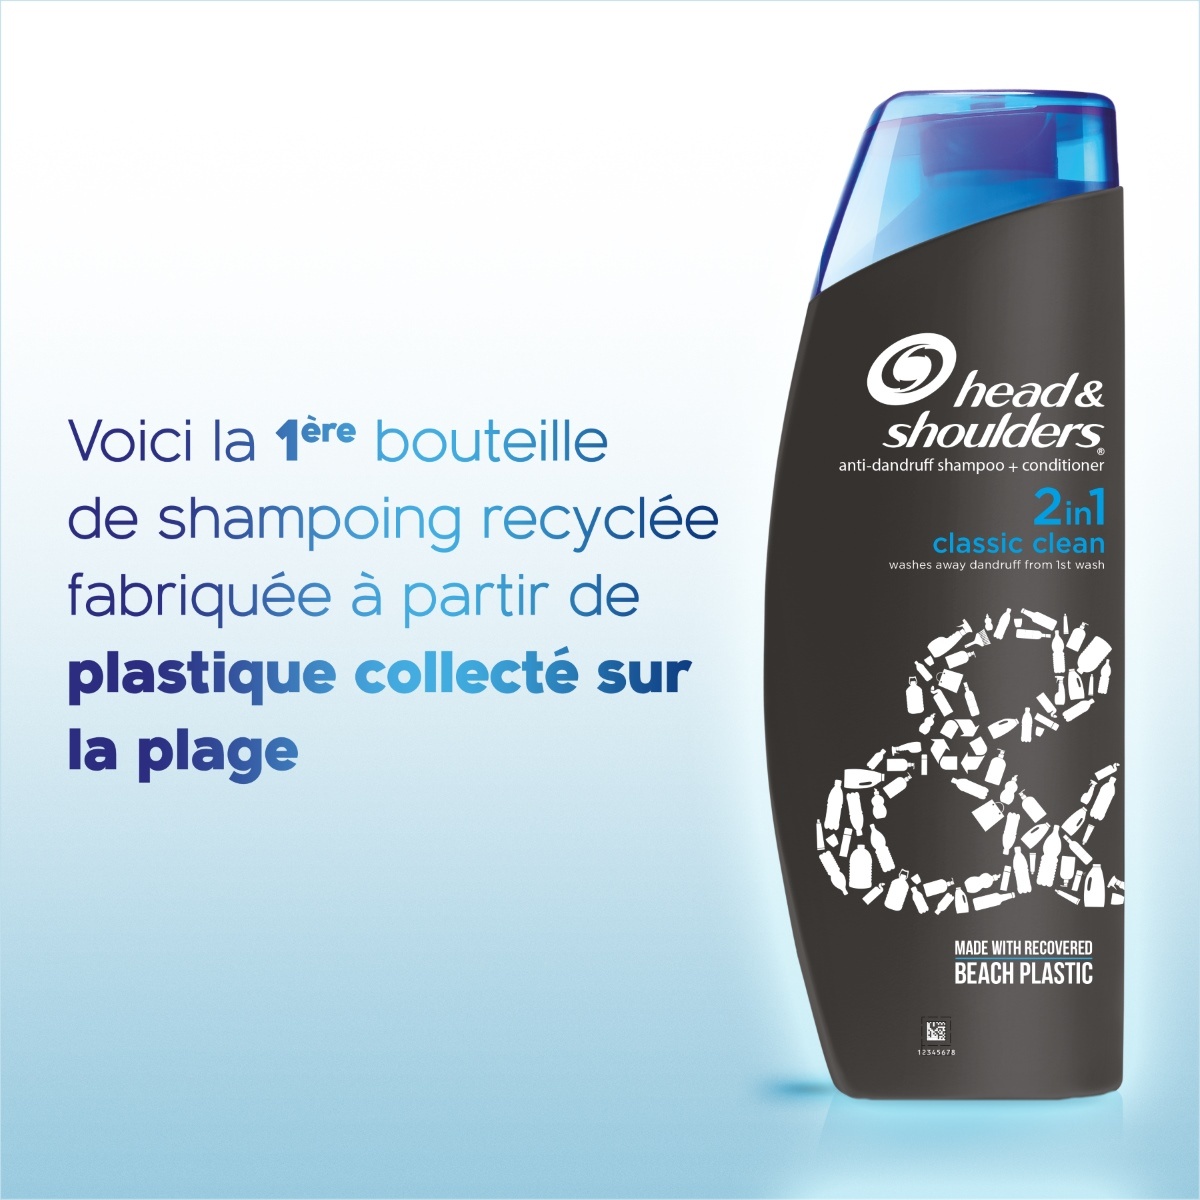 Voici la 1ère bouteille
de shampoing recyclée
fabriquée à partir de
plastique collecté sur
la plage
head &
shoulders®
anti-dandruff shampoo + conditioner
2in1
classic clean
washes away dandruff from 1st wash
MADE WITH RECOVERED
BEACH PLASTIC
12345678